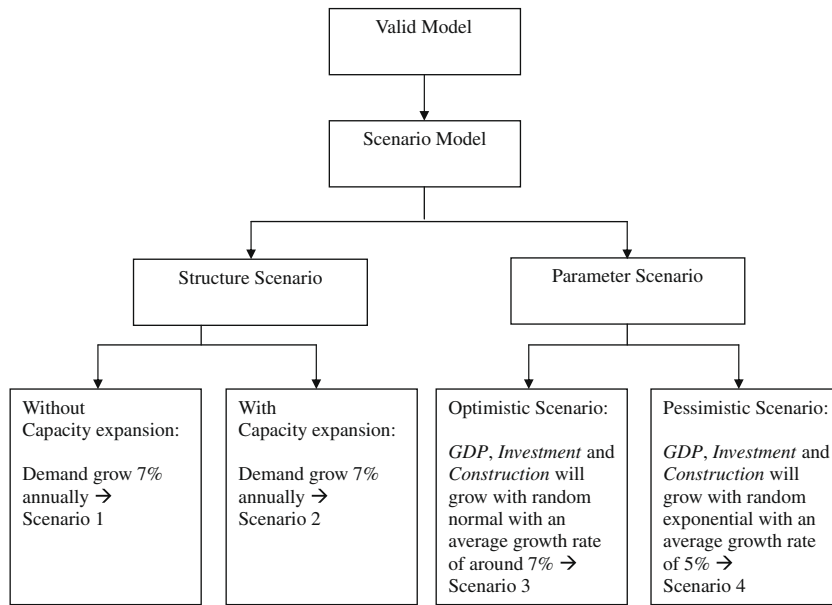 Valid Model
Scenario Model
Structure Scenario
Parameter Scenario
Without
Capacity expansion:
Demand grow 7%
annually →
Scenario 1
With
Capacity expansion:
Demand grow 7%
annually →
Scenario 2
Optimistic Scenario:
GDP, Investment and
Construction will
grow with random
normal with an
average growth rate
of around 7% →
Scenario 3
Pessimistic Scenario:
GDP, Investment and
Construction will
grow with random
exponential with an
average growth rate
of 5% →
Scenario 4